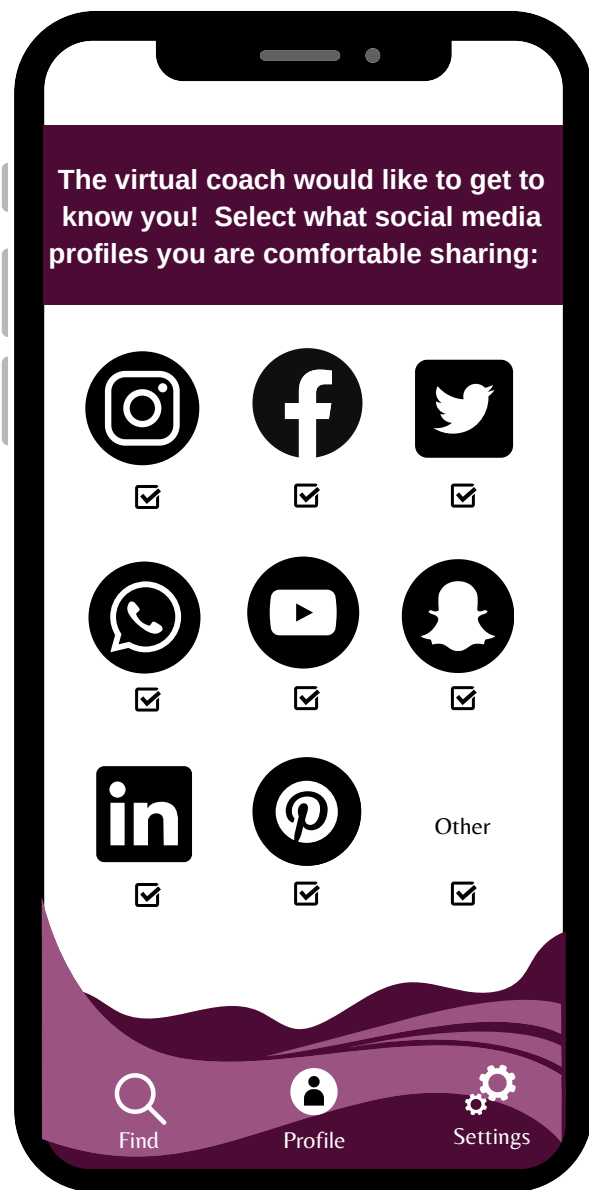 The virtual coach would like to get to
know you!  Select what social media
profiles you are comfortable sharing:
in
Other
Find
Profile
Settings